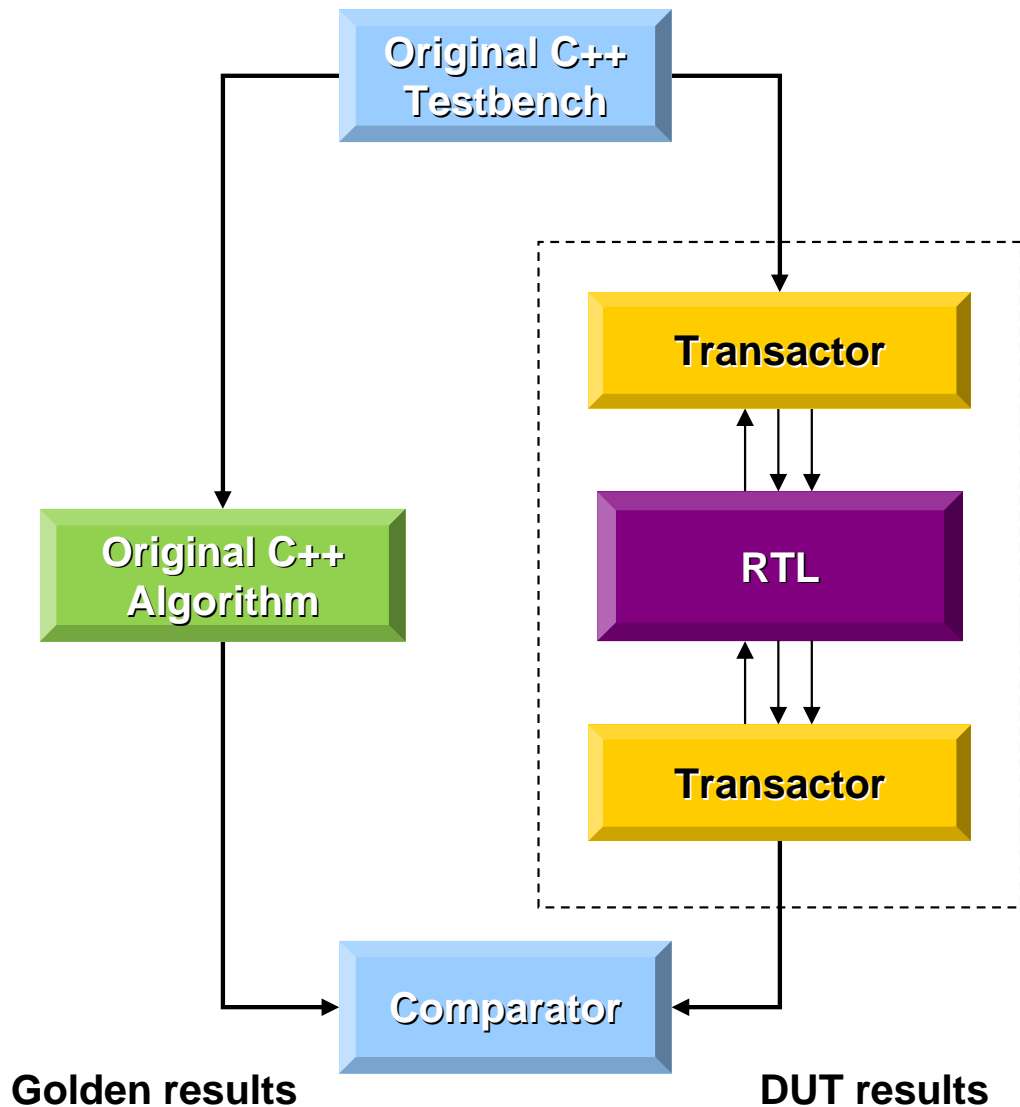 Original C++
Testbench
Transactor
RTL
Original C++
Algorithm
Transactor
Comparator
Golden results
DUT results